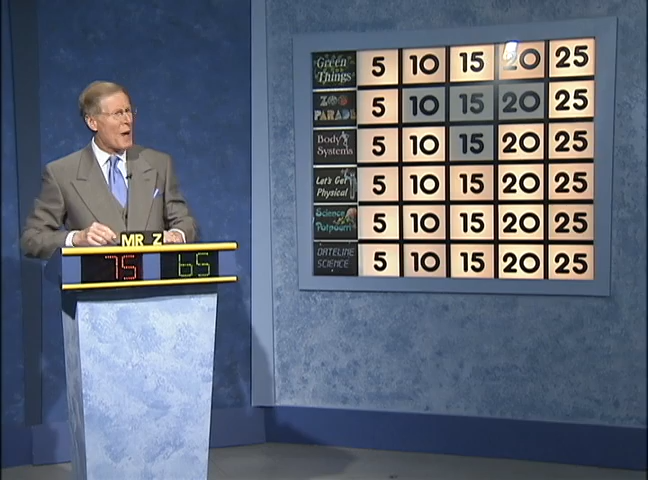 Green Things 5 10 15 20 25
ZOO PARADE 5 10 15 20 25
Body Systems 5 10 15 20 25
Let's Get Physical 5 10 15 20 25
Science Potpourri 5 10 15 20 25
DATELINE SCIENCE 5 10 15 20 25
MR Z
75 65